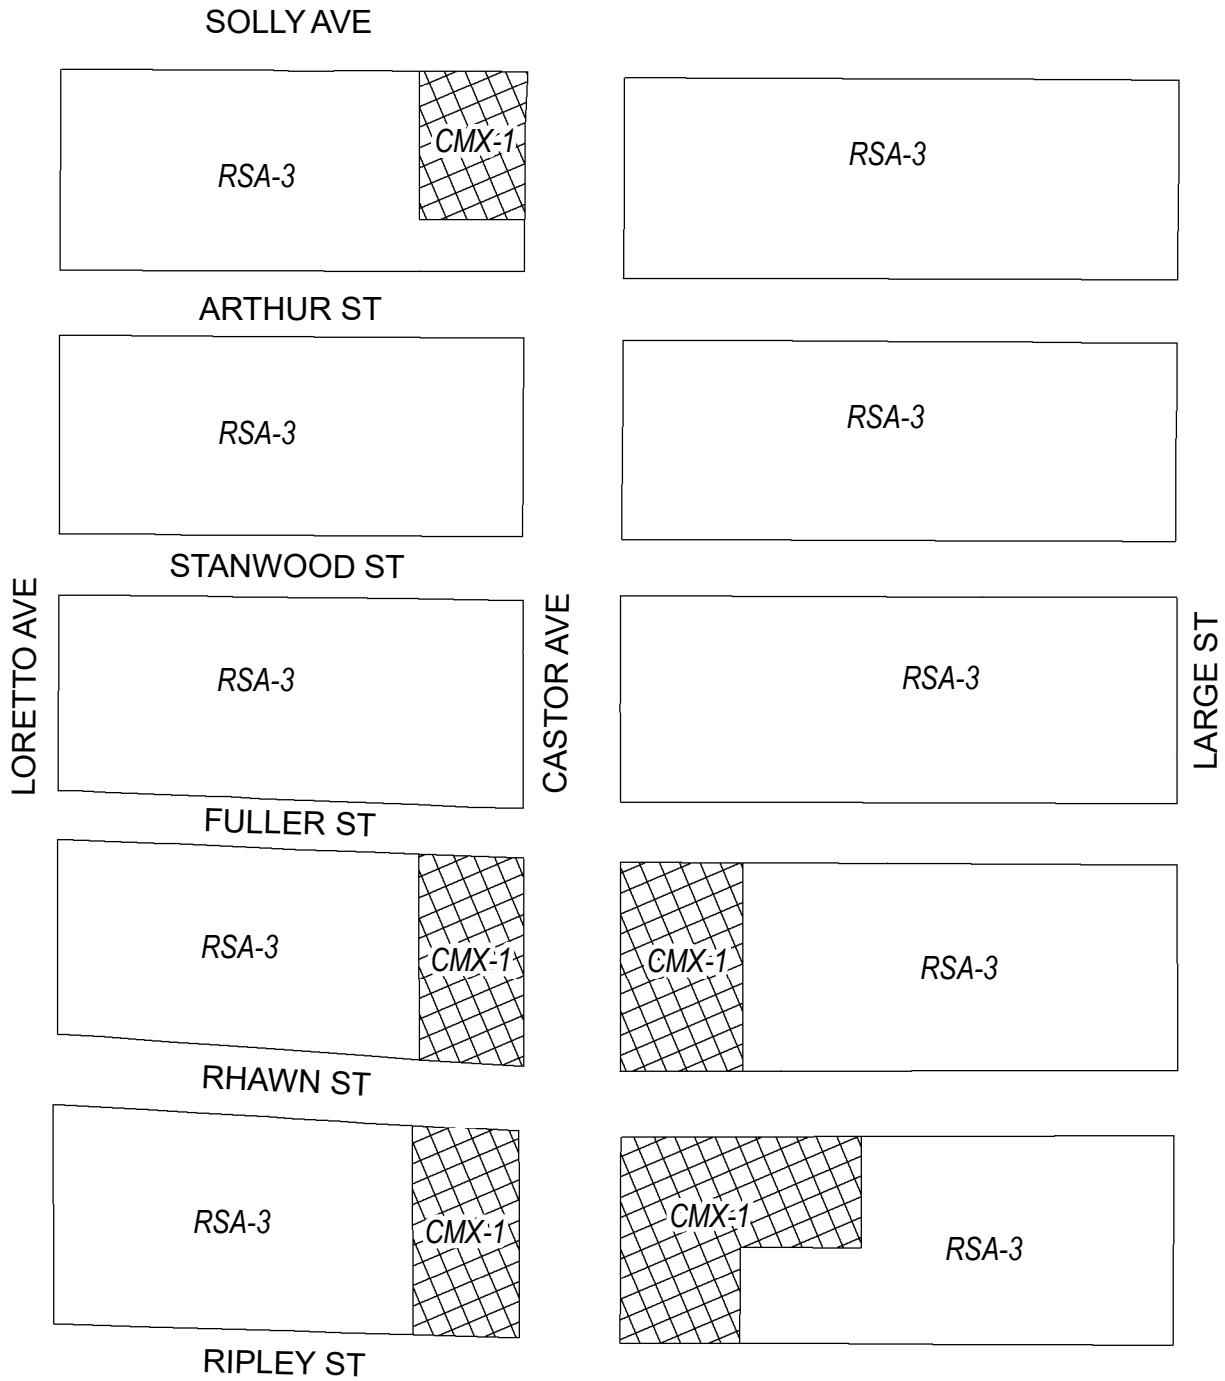 SOLLY AVE
CMX-1
RSA-3
RSA-3
ARTHUR ST
RSA-3
RSA-3
STANWOOD ST
LORETTO AVE
CASTOR AVE
LARGE ST
RSA-3
RSA-3
FULLER ST
RSA-3
CMX-1
CMX-1
RSA-3
RHAWN ST
RSA-3
CMX-1
CMX-1
RSA-3
RIPLEY ST